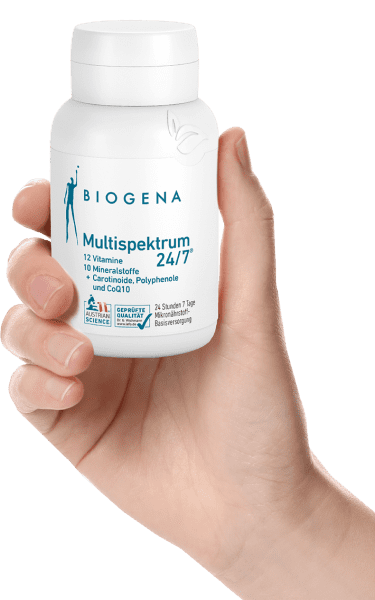 BIOGENA
Multispektrum
24/7®
12 Vitamine
10 Mineralstoffe
+ Carotinoide, Polyphenole
und CoQ10
AUSTRIAN
SCIENCE
GEPRÜFTE
QUALITÄT
24 Stunden 7 Tage
Mikronährstoff-
Basisversorgung